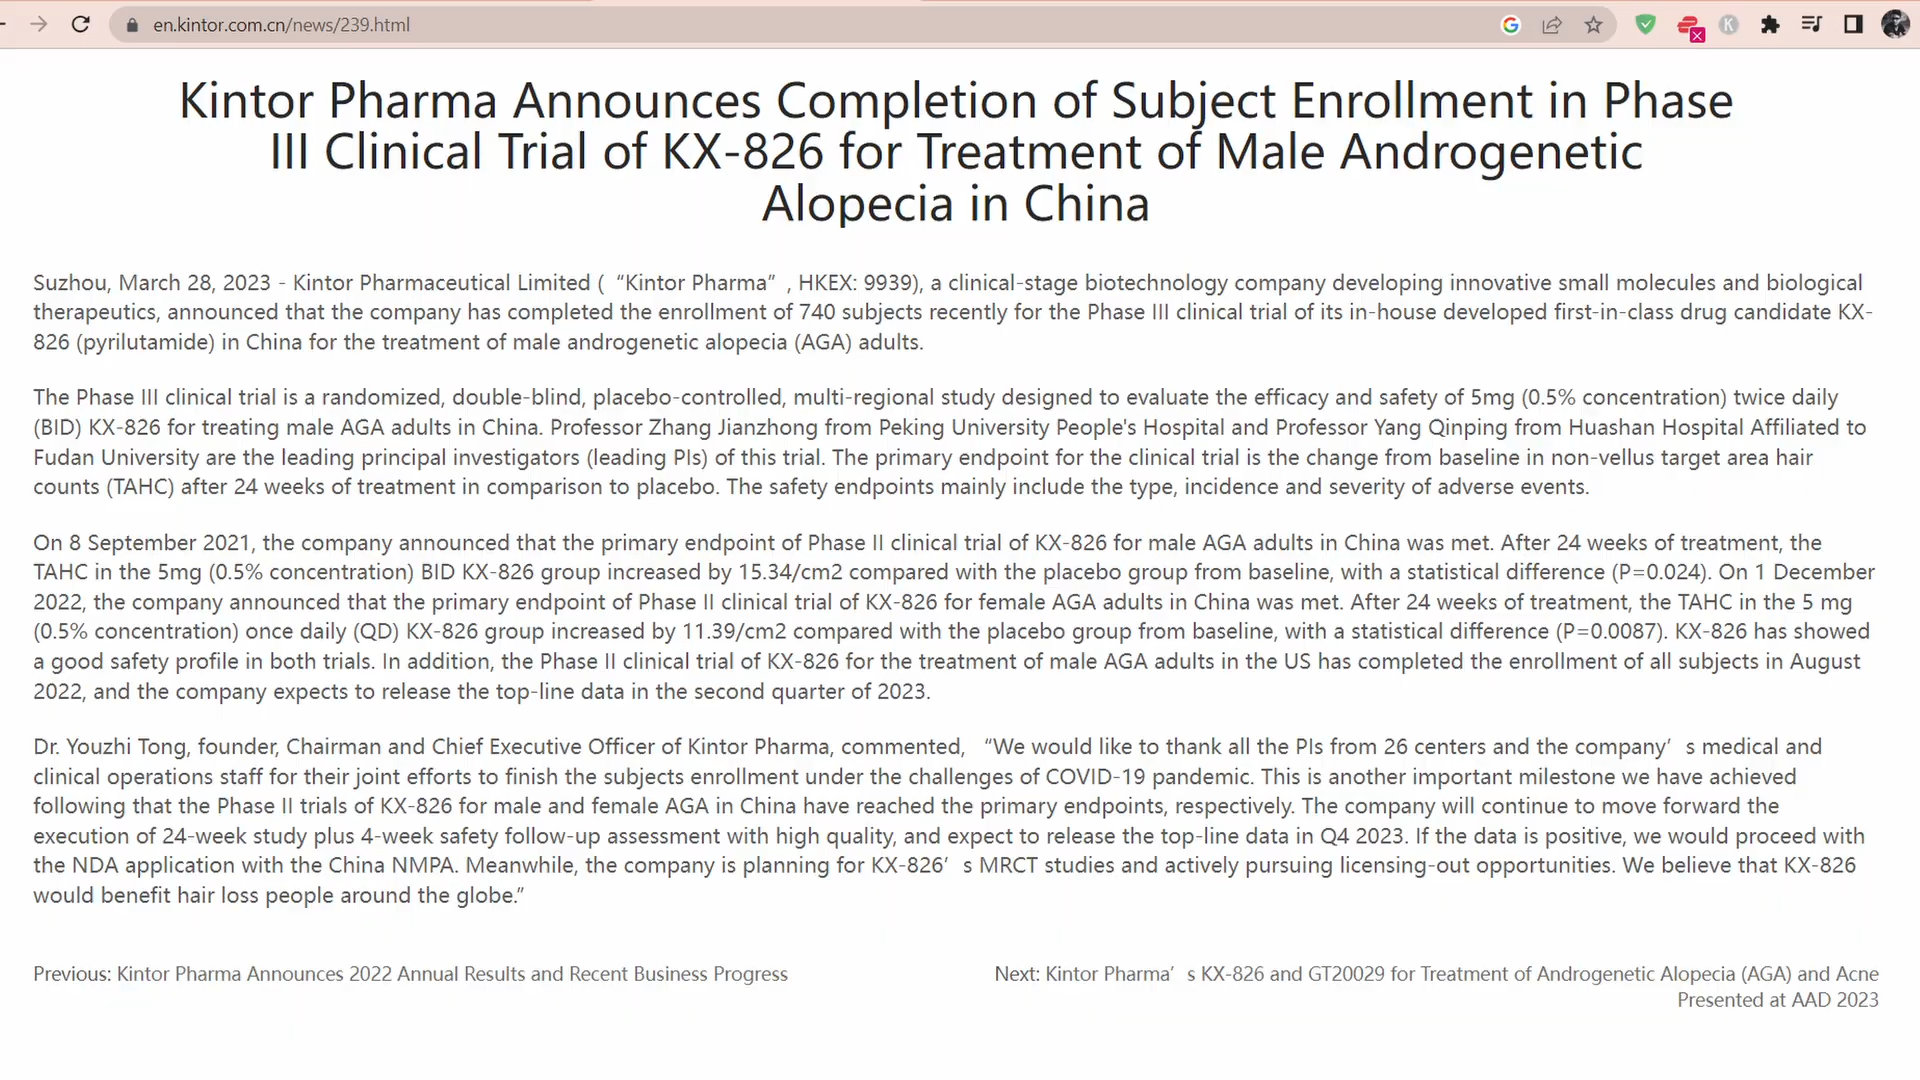 en.kintor.com.cn/news/239.html
Kintor Pharma Announces Completion of Subject Enrollment in Phase
III Clinical Trial of KX-826 for Treatment of Male Androgenetic
Alopecia in China
Suzhou, March 28, 2023 - Kintor Pharmaceutical Limited (“Kintor Pharma”, HKEX: 9939), a clinical-stage biotechnology company developing innovative small molecules and biological
therapeutics, announced that the company has completed the enrollment of 740 subjects recently for the Phase III clinical trial of its in-house developed first-in-class drug candidate KX-
826 (pyrilutamide) in China for the treatment of male androgenetic alopecia (AGA) adults.
The Phase III clinical trial is a randomized, double-blind, placebo-controlled, multi-regional study designed to evaluate the efficacy and safety of 5mg (0.5% concentration) twice daily
(BID) KX-826 for treating male AGA adults in China. Professor Zhang Jianzhong from Peking University People's Hospital and Professor Yang Qinping from Huashan Hospital Affiliated to
Fudan University are the leading principal investigators (leading PIs) of this trial. The primary endpoint for the clinical trial is the change from baseline in non-vellus target area hair
counts (TAHC) after 24 weeks of treatment in comparison to placebo. The safety endpoints mainly include the type, incidence and severity of adverse events.
On 8 September 2021, the company announced that the primary endpoint of Phase II clinical trial of KX-826 for male AGA adults in China was met. After 24 weeks of treatment, the
TAHC in the 5mg (0.5% concentration) BID KX-826 group increased by 15.34/cm2 compared with the placebo group from baseline, with a statistical difference (P=0.024). On 1 December
2022, the company announced that the primary endpoint of Phase II clinical trial of KX-826 for female AGA adults in China was met. After 24 weeks of treatment, the TAHC in the 5 mg
(0.5% concentration) once daily (QD) KX-826 group increased by 11.39/cm2 compared with the placebo group from baseline, with a statistical difference (P=0.0087). KX-826 has showed
a good safety profile in both trials. In addition, the Phase II clinical trial of KX-826 for the treatment of male AGA adults in the US has completed the enrollment of all subjects in August
2022, and the company expects to release the top-line data in the second quarter of 2023.
Dr. Youzhi Tong, founder, Chairman and Chief Executive Officer of Kintor Pharma, commented, “We would like to thank all the PIs from 26 centers and the company’s medical and
clinical operations staff for their joint efforts to finish the subjects enrollment under the challenges of COVID-19 pandemic. This is another important milestone we have achieved
following that the Phase II trials of KX-826 for male and female AGA in China have reached the primary endpoints, respectively. The company will continue to move forward the
execution of 24-week study plus 4-week safety follow-up assessment with high quality, and expect to release the top-line data in Q4 2023. If the data is positive, we would proceed with
the NDA application with the China NMPA. Meanwhile, the company is planning for KX-826’s MRCT studies and actively pursuing licensing-out opportunities. We believe that KX-826
would benefit hair loss people around the globe.”
Previous: Kintor Pharma Announces 2022 Annual Results and Recent Business Progress
Next: Kintor Pharma’s KX-826 and GT20029 for Treatment of Androgenetic Alopecia (AGA) and Acne
Presented at AAD 2023